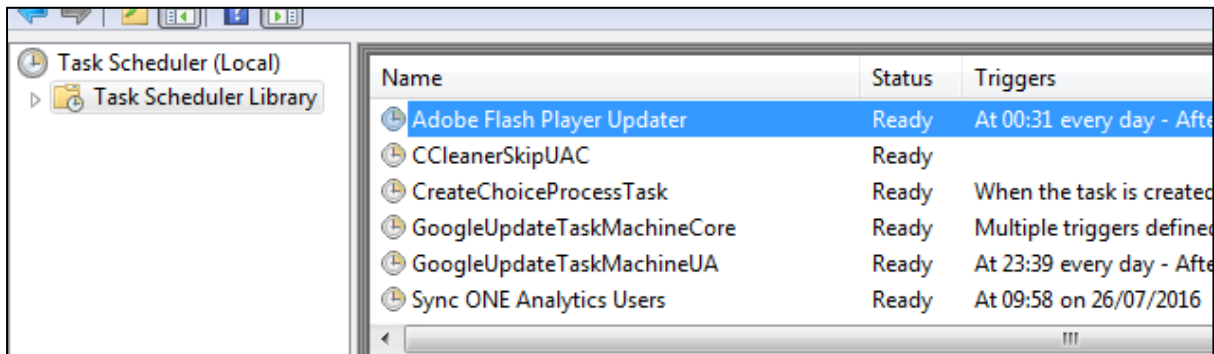 Task Scheduler (Local)
Task Scheduler Library
Name Status Triggers
Adobe Flash Player Updater Ready At 00:31 every day - Afte
CCleanerSkipUAC Ready
CreateChoiceProcessTask Ready When the task is created
GoogleUpdateTaskMachineCore Ready Multiple triggers defined
GoogleUpdateTaskMachineUA Ready At 23:39 every day - Afte
Sync ONE Analytics Users Ready At 09:58 on 26/07/2016